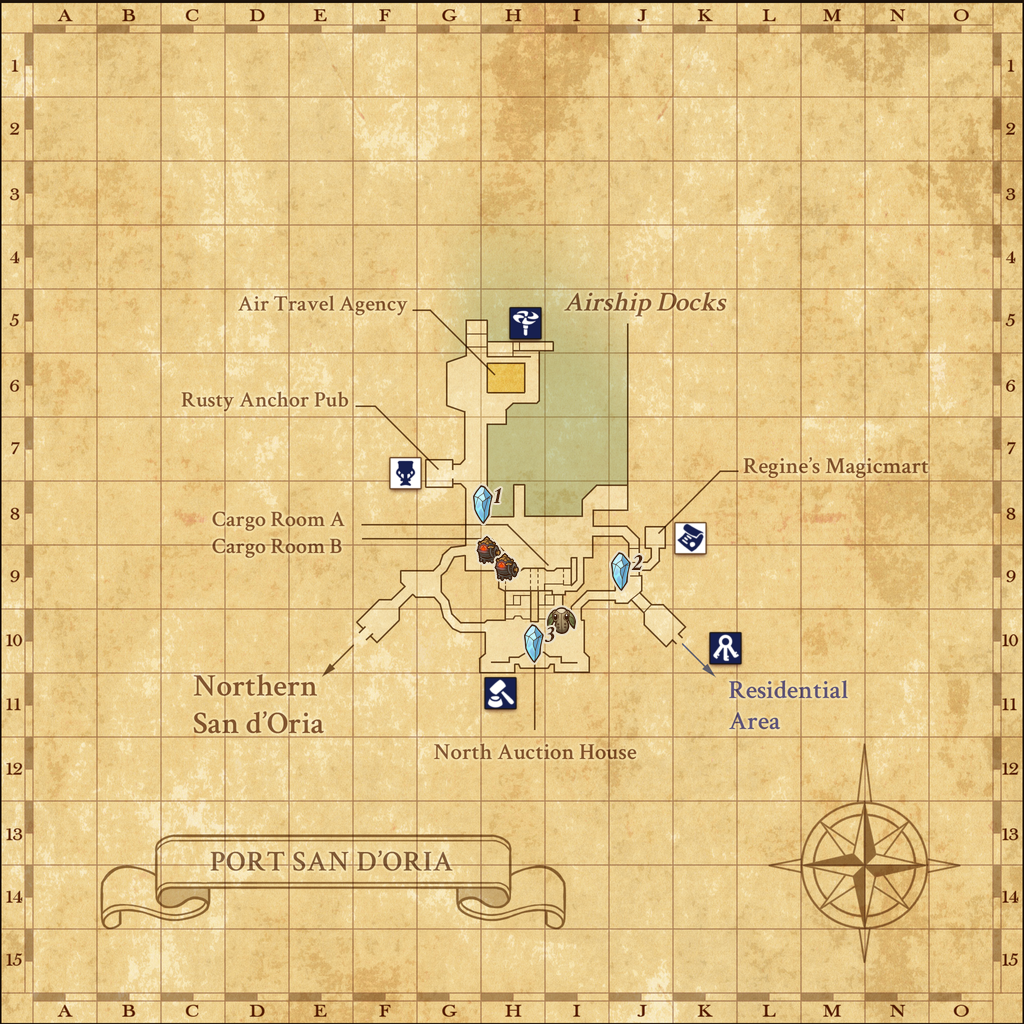 A B C D E F G H I J K L M N O
1 1
2 2
3 3
4 4
5 5
6 6
7 7
8 8
9 9
10 10
11 11
12 12
13 13
14 14
15 15
Air Travel Agency
Airship Docks
Rusty Anchor Pub
Regine's Magicmart
1
Cargo Room A
Cargo Room B
2
3
Northern
San d'Oria
Residential
Area
North Auction House
PORT SAN D'ORIA
A B C D E F G H I J K L M N O